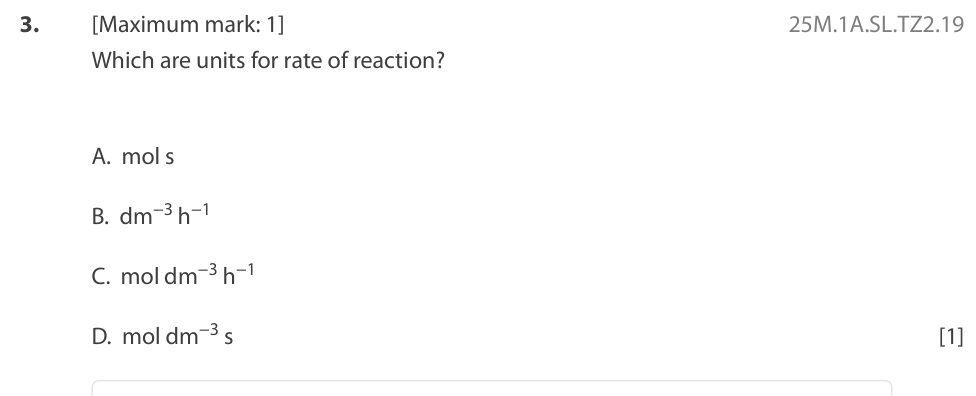 3. [Maximum mark: 1] 25M.1A.SL.TZ2.19
Which are units for rate of reaction?
A. mol s
B. dm⁻³ h⁻¹
C. mol dm⁻³ h⁻¹
D. mol dm⁻³ s [1]